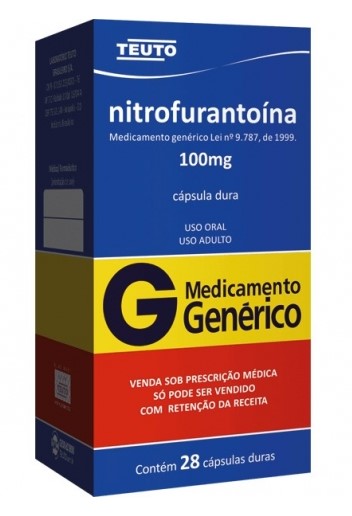 TEUTO
nitrofurantoína
Medicamento genérico Lei nº 9.787, de 1999.
100mg
cápsula dura
USO ORAL
USO ADULTO
G Medicamento
Genérico
VENDA SOB PRESCRIÇÃO MÉDICA
SÓ PODE SER VENDIDO
COM RETENÇÃO DA RECEITA
Contém 28 cápsulas duras